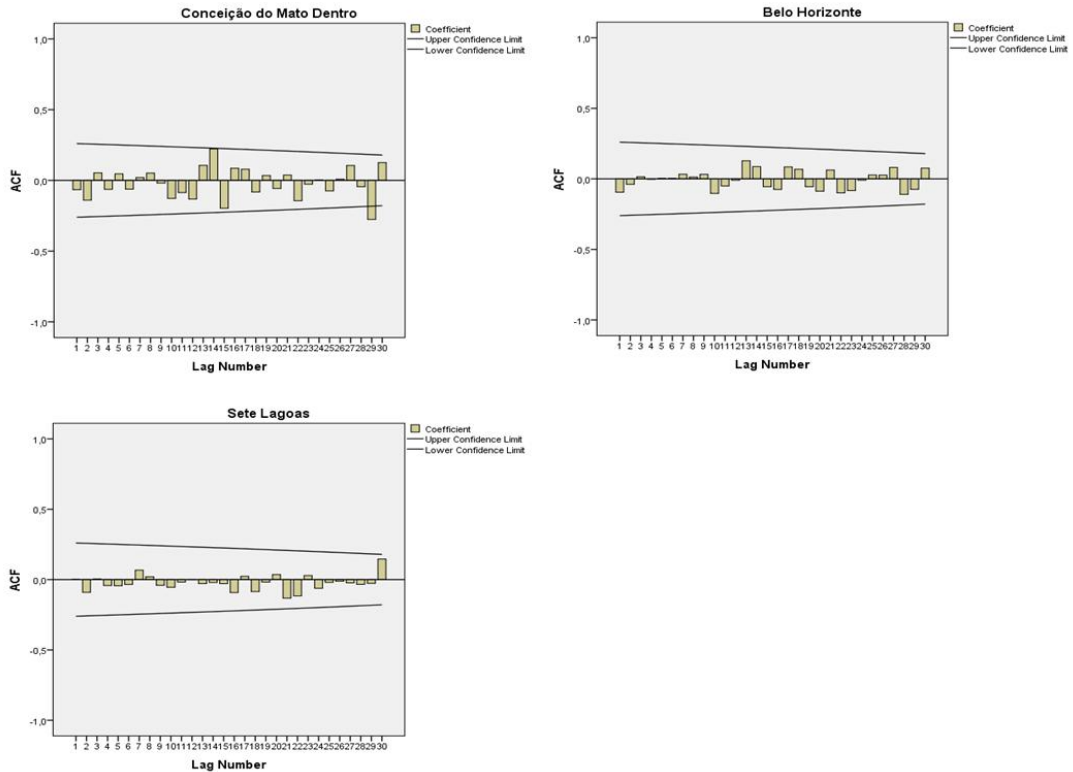 Conceição do Mato Dentro
Coefficient
Upper Confidence Limit
Lower Confidence Limit
1,0
0,5
0,0
-0,5
-1,0
ACF
1 2 3 4 5 6 7 8 9 10 11 12 13 14 15 16 17 18 19 20 21 22 23 24 25 26 27 28 29 30
Lag Number
Belo Horizonte
Coefficient
Upper Confidence Limit
Lower Confidence Limit
1,0
0,5
0,0
-0,5
-1,0
ACF
1 2 3 4 5 6 7 8 9 10 11 12 13 14 15 16 17 18 19 20 21 22 23 24 25 26 27 28 29 30
Lag Number
Sete Lagoas
Coefficient
Upper Confidence Limit
Lower Confidence Limit
1,0
0,5
0,0
-0,5
-1,0
ACF
1 2 3 4 5 6 7 8 9 10 11 12 13 14 15 16 17 18 19 20 21 22 23 24 25 26 27 28 29 30
Lag Number